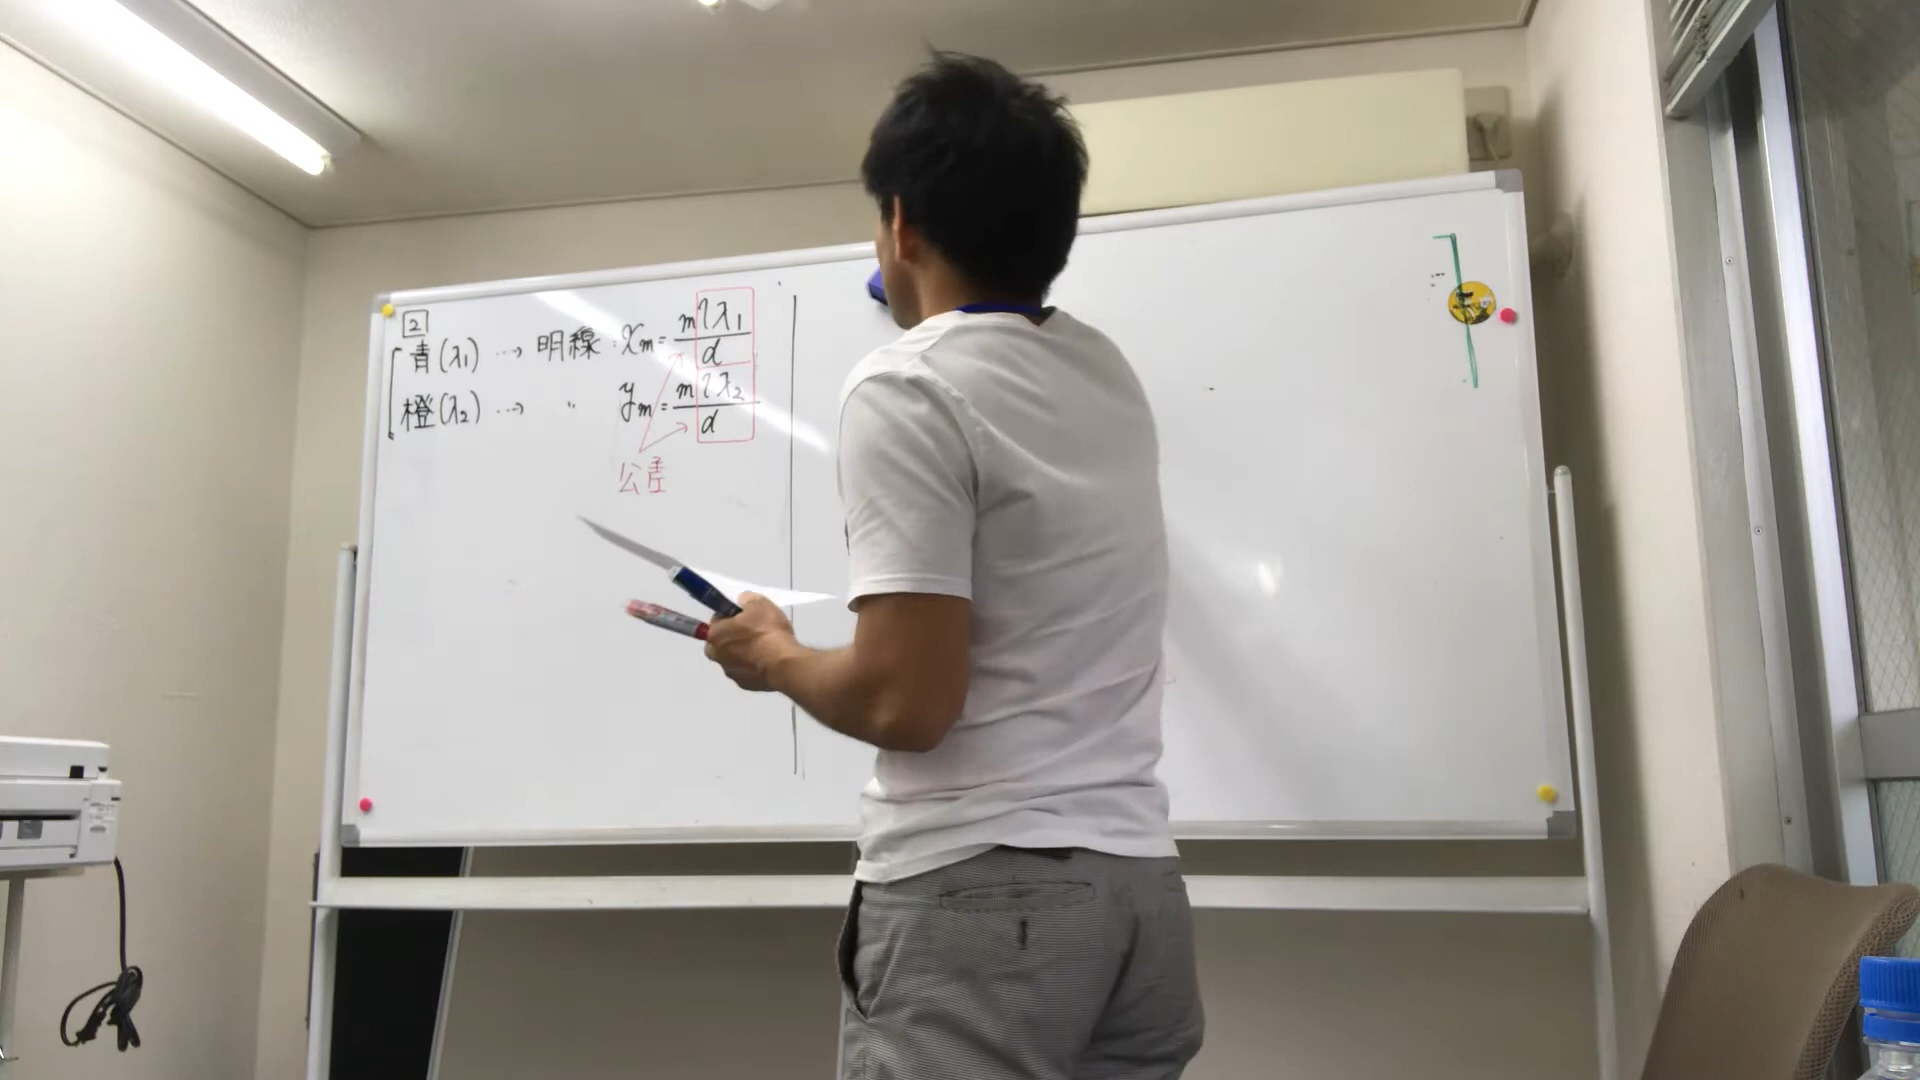 2
青(λ₁) ⋯→ 明線: xₘ = mlλ₁/d
橙(λ₂) ⋯→ 〃 yₘ = mlλ₂/d
公差